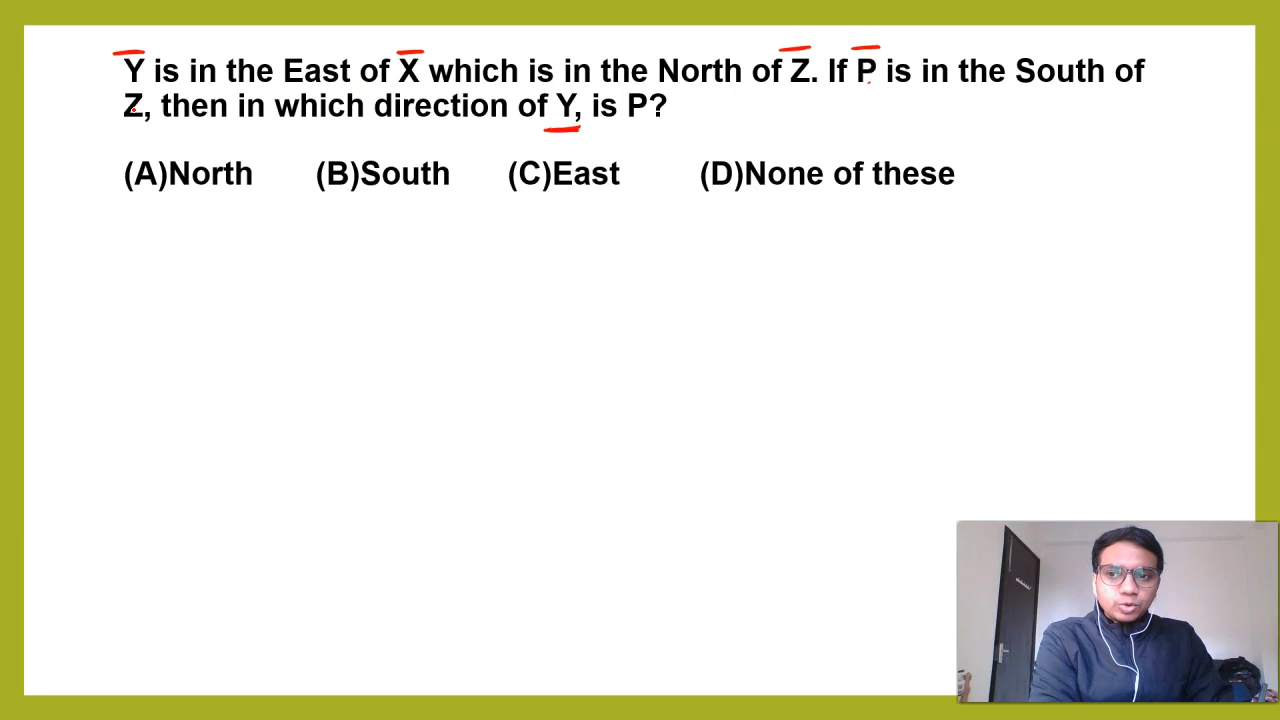 Y is in the East of X which is in the North of Z. If P is in the South of
Z, then in which direction of Y, is P?
(A)North (B)South (C)East (D)None of these